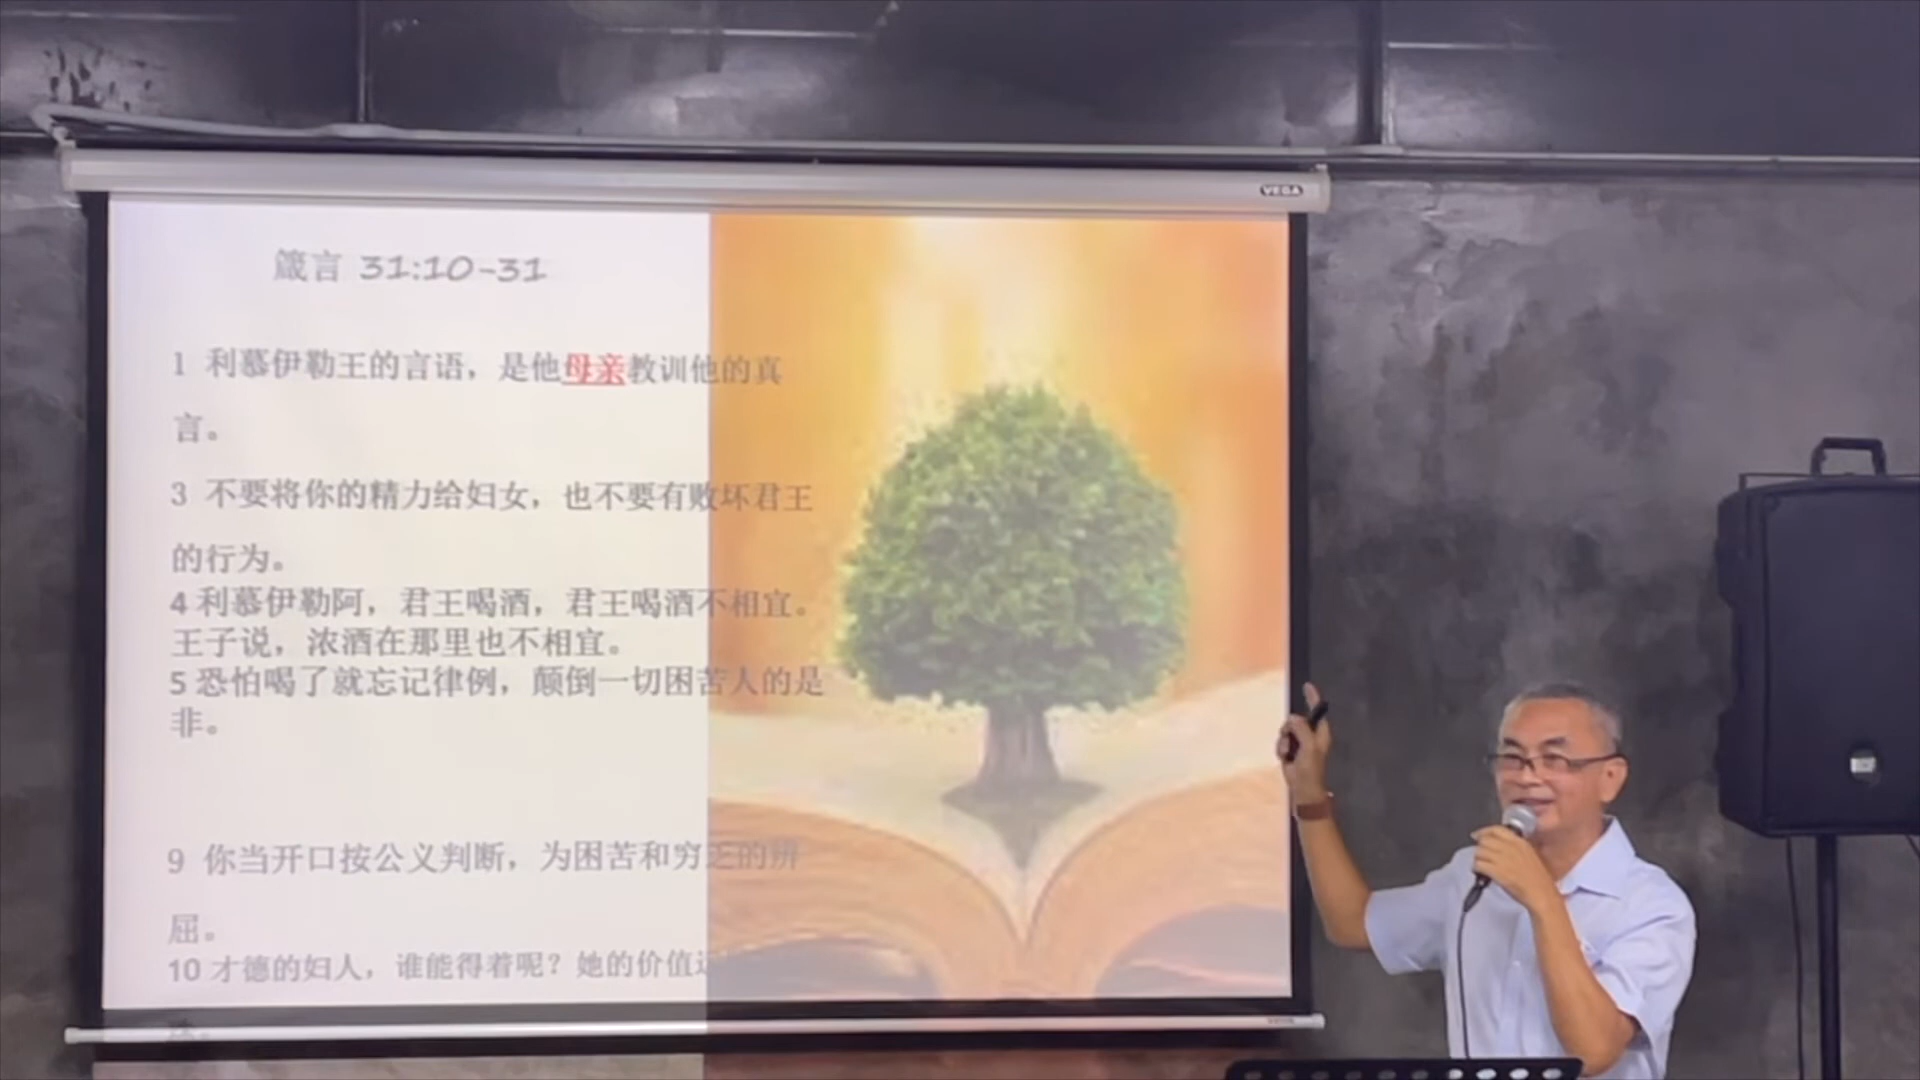 VEGA
箴言 31:10-31
1 利慕伊勒王的言语，是他母亲教训他的真
言。
3 不要将你的精力给妇女，也不要有败坏君王
的行为。
4 利慕伊勒阿，君王喝酒，君王喝酒不相宜。
王子说，浓酒在那里也不相宜。
5 恐怕喝了就忘记律例，颠倒一切困苦人的是
非。
9 你当开口按公义判断，为困苦和穷乏的辨
屈。
10 才德的妇人，谁能得着呢？她的价值